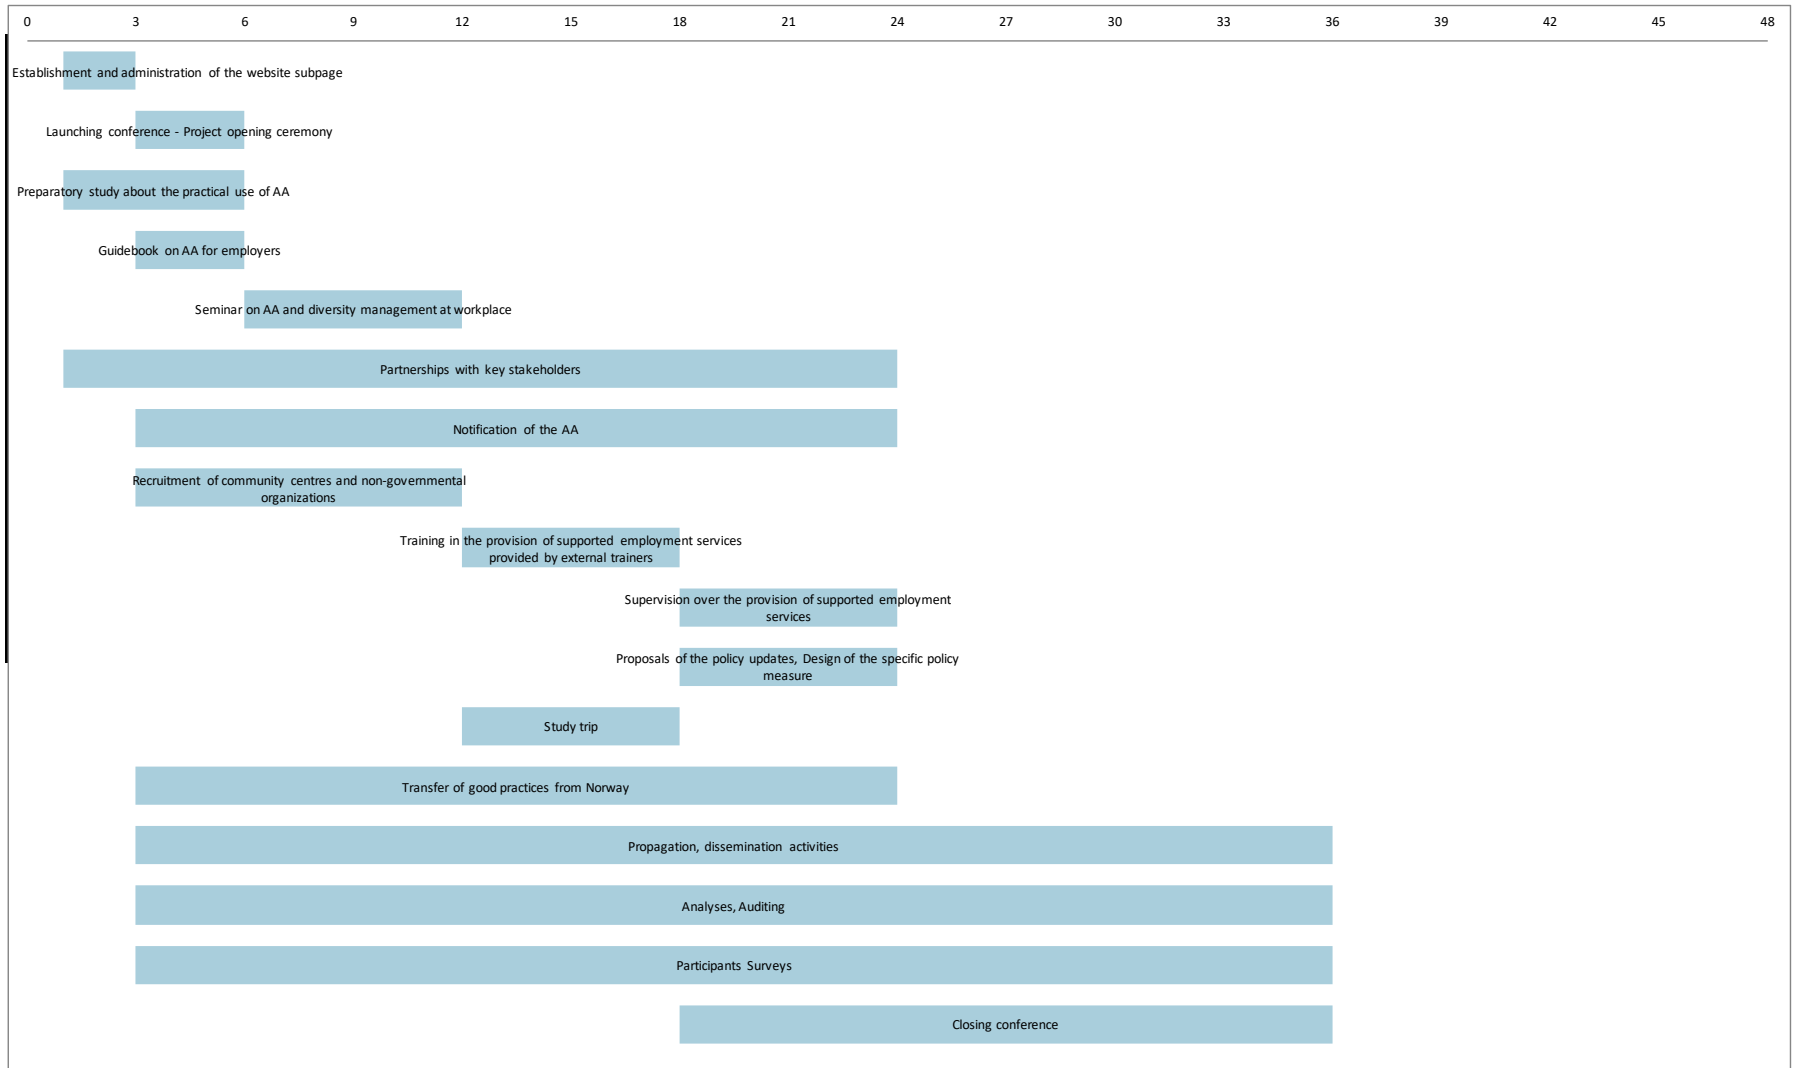 0 3 6 9 12 15 18 21 24 27 30 33 36 39 42 45 48
Establishment and administration of the website subpage
Launching conference - Project opening ceremony
Preparatory study about the practical use of AA
Guidebook on AA for employers
Seminar on AA and diversity management at workplace
Partnerships with key stakeholders
Notification of the AA
Recruitment of community centres and non-governmental
organizations
Training in the provision of supported employment services
provided by external trainers
Supervision over the provision of supported employment
services
Proposals of the policy updates, Design of the specific policy
measure
Study trip
Transfer of good practices from Norway
Propagation, dissemination activities
Analyses, Auditing
Participants Surveys
Closing conference